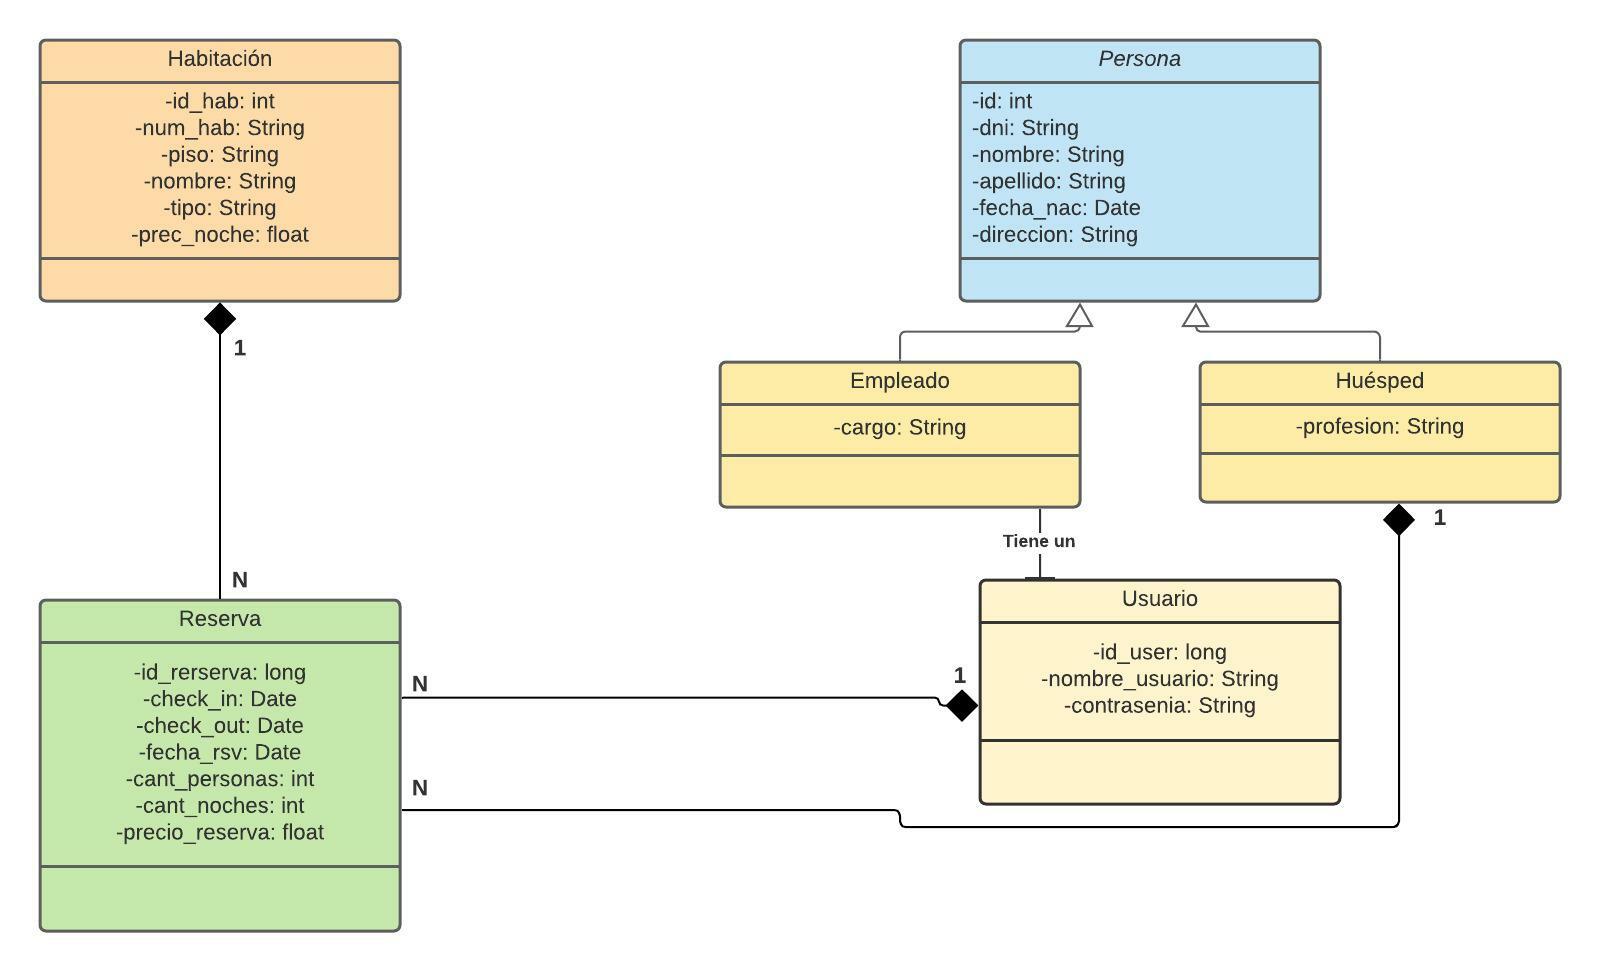 Habitación
-id_hab: int
-num_hab: String
-piso: String
-nombre: String
-tipo: String
-prec_noche: float
1
N
Persona
-id: int
-dni: String
-nombre: String
-apellido: String
-fecha_nac: Date
-direccion: String
Empleado
-cargo: String
Huésped
-profesion: String
1
Tiene un
Usuario
-id_user: long
-nombre_usuario: String
-contrasenia: String
1
Reserva
-id_rerserva: long
-check_in: Date
-check_out: Date
-fecha_rsv: Date
-cant_personas: int
-cant_noches: int
-precio_reserva: float
N
N